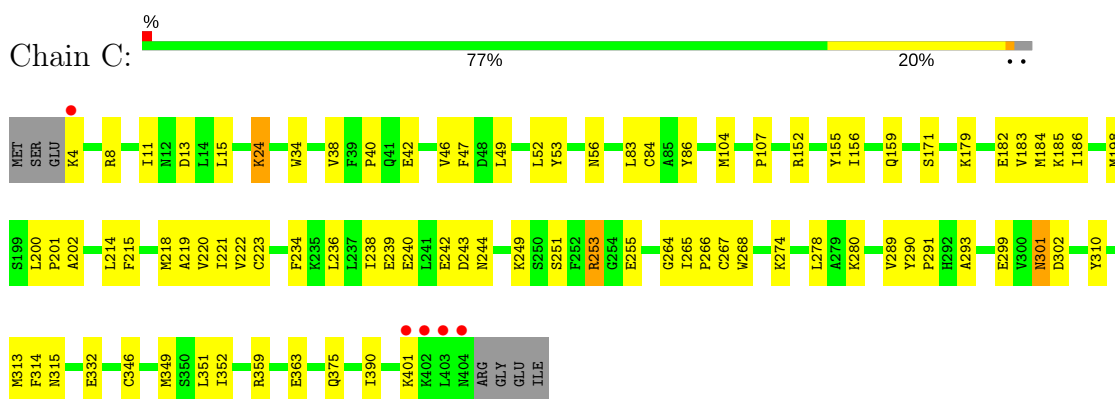 %
Chain C:
77% 20% • •
MET SER GLU K4 R8 I11 N12 D13 L14 L15 K24 W34 V38 F39 P40 Q41 E42 V46 F47 D48 L49 L52 Y53 N56 L83 C84 A85 Y86 M104 P107 R152 Y155 I156 Q159 S171 K179 E182 V183 M184 K185 I186
S199 L200 P201 A202 L214 F215 M218 A219 V220 I221 V222 C223 F234 K235 L236 L237 I238 E239 E240 L241 E242 D243 N244 K249 S250 S251 F252 R253 G254 E255 G264 I265 P266 C267 W268 K274 L278 A279 K280 V289 Y290 P291 H292 A293 E299 V300 N301 D302 Y310
M313 F314 N315 E332 C346 M349 S350 L351 I352 R359 E363 Q375 I390 K401 K402 L403 N404 ARG GLY GLU ILE